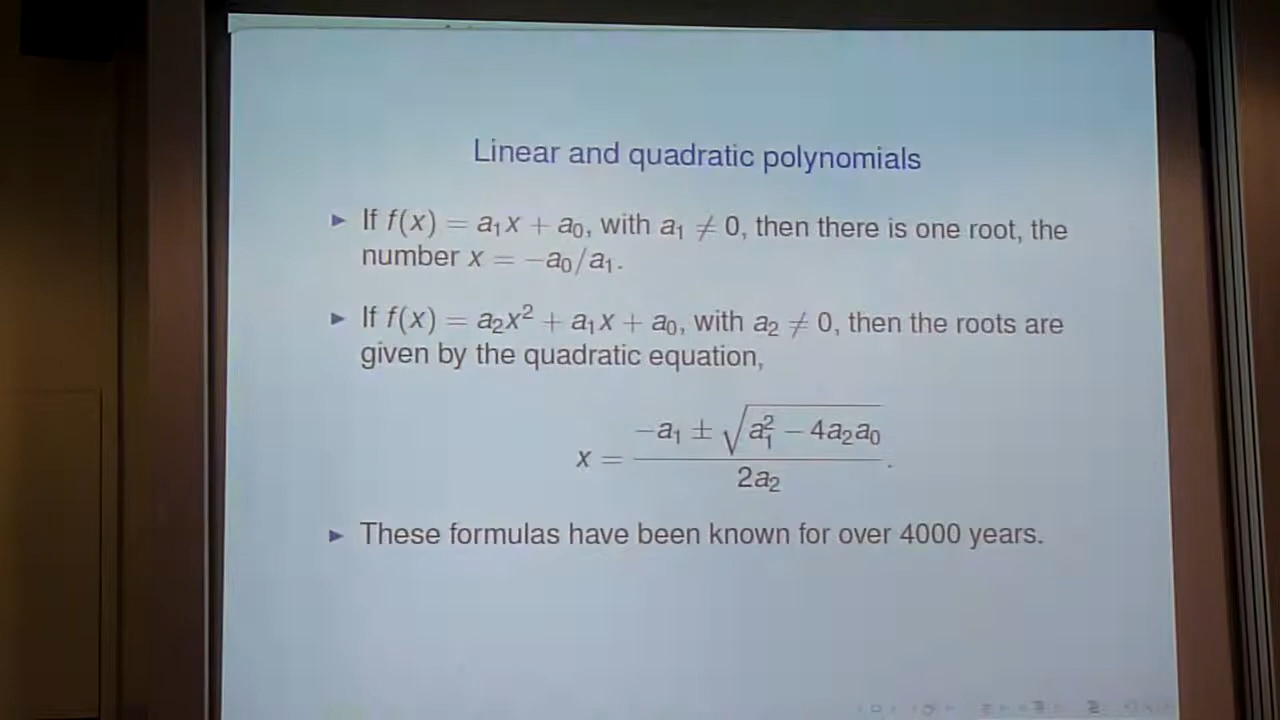 Linear and quadratic polynomials
▶ If f(x) = a₁x + a₀, with a₁ ≠ 0, then there is one root, the
number x = −a₀/a₁.
▶ If f(x) = a₂x² + a₁x + a₀, with a₂ ≠ 0, then the roots are
given by the quadratic equation,
x = (−a₁ ± √(a₁² − 4a₂a₀)) / (2a₂).
▶ These formulas have been known for over 4000 years.